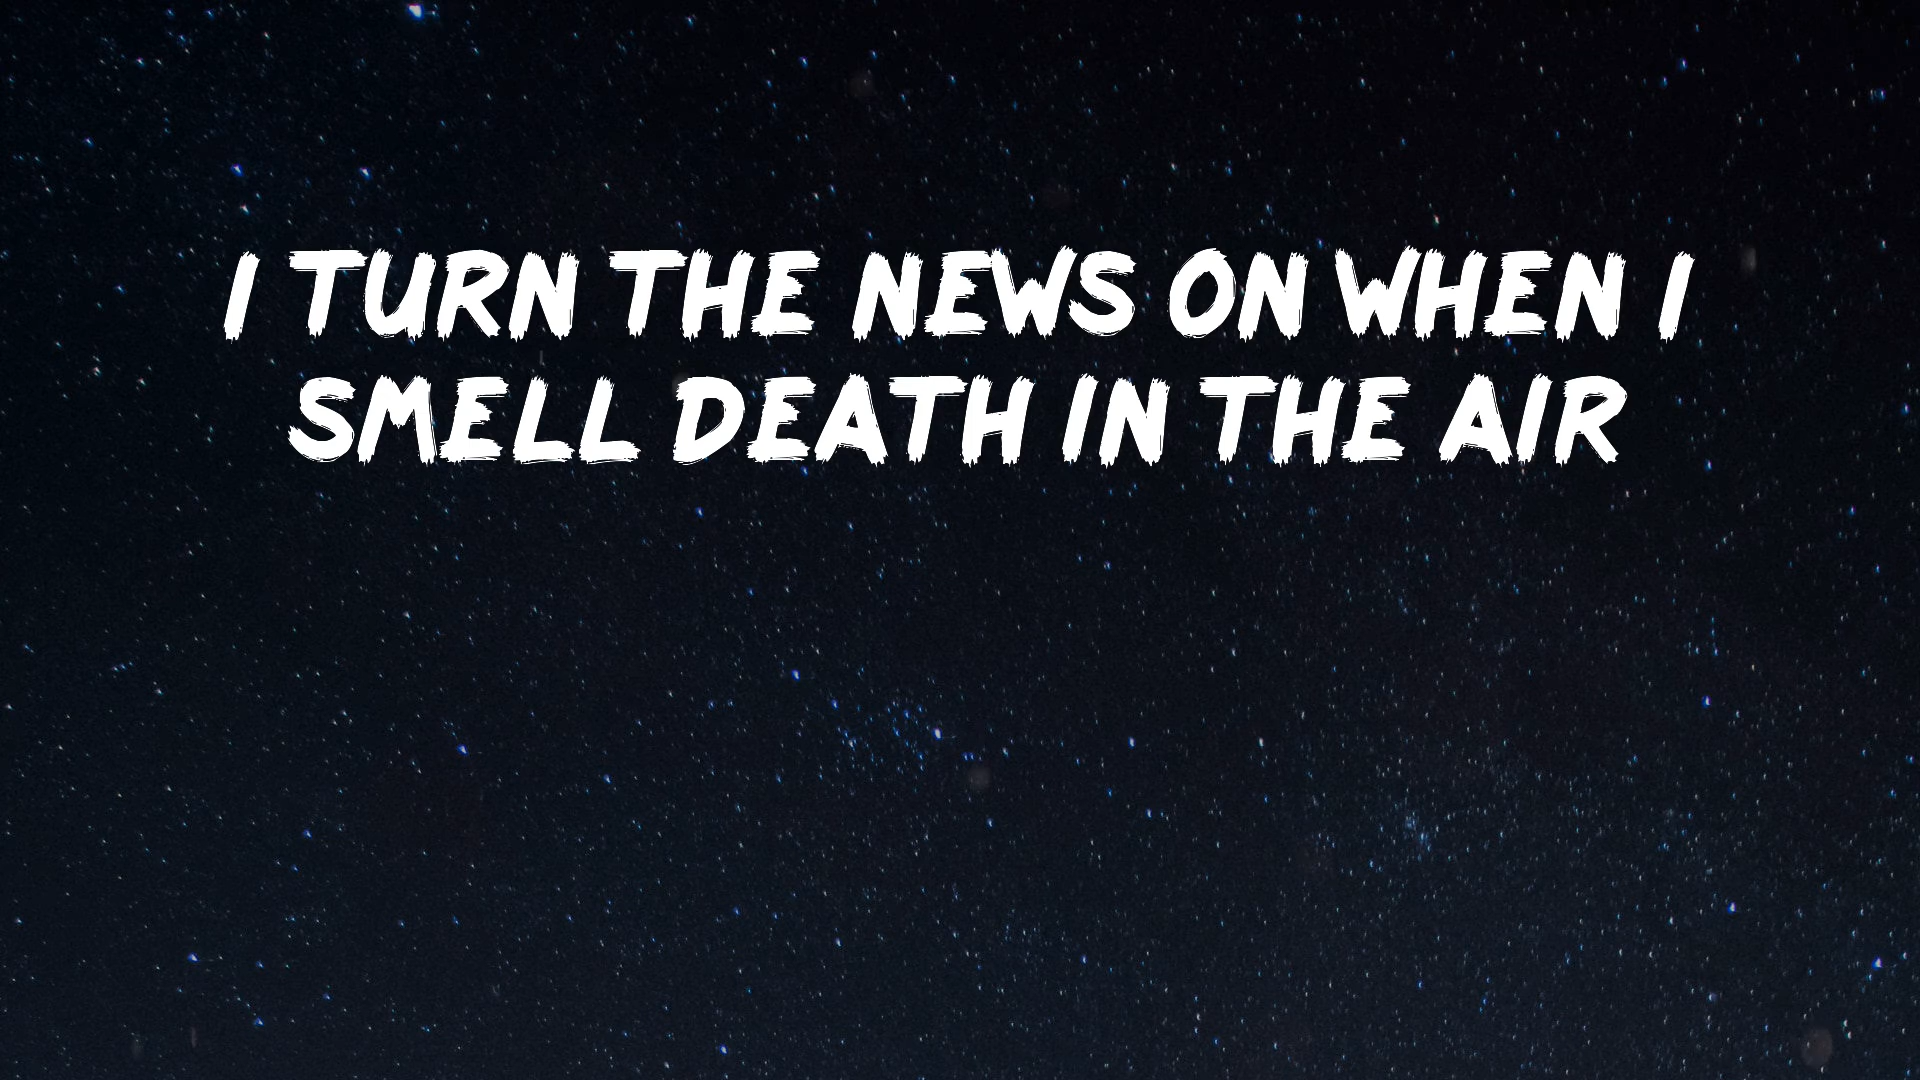 I TURN THE NEWS ON WHEN I
SMELL DEATH IN THE AIR